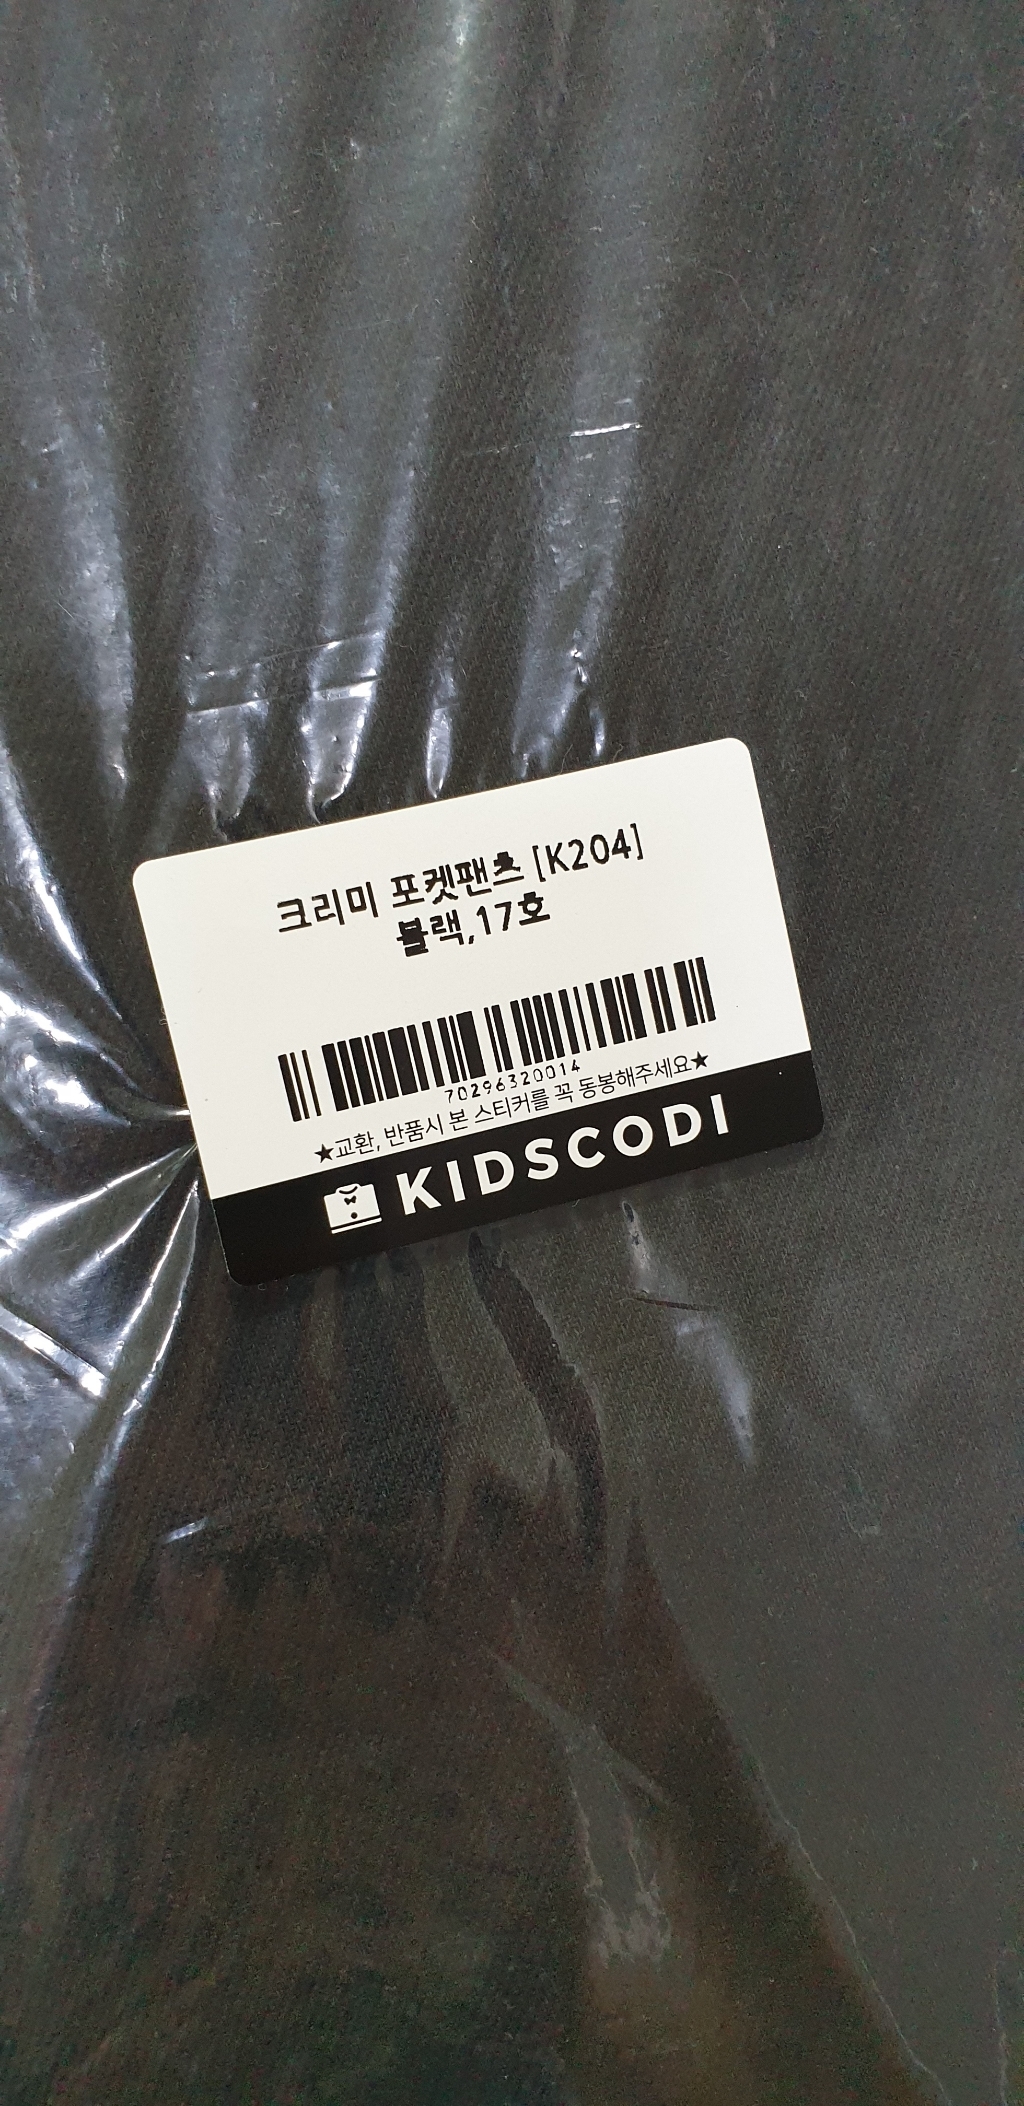 크리미 포켓팬츠 [K204]
블랙,17호
70296320014
★교환, 반품시 본 스티커를 꼭 동봉해주세요★
KIDSCODI